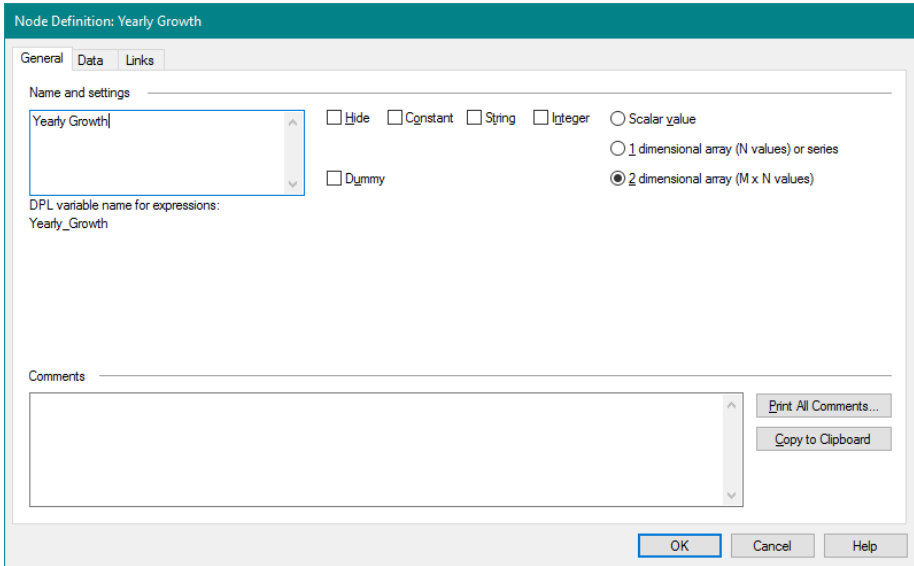 Node Definition: Yearly Growth
General Data Links
Name and settings
Yearly Growth
Hide Constant String Integer Scalar value
1 dimensional array (N values) or series
Dummy 2 dimensional array (M x N values)
DPL variable name for expressions:
Yearly_Growth
Comments
Print All Comments...
Copy to Clipboard
OK Cancel Help